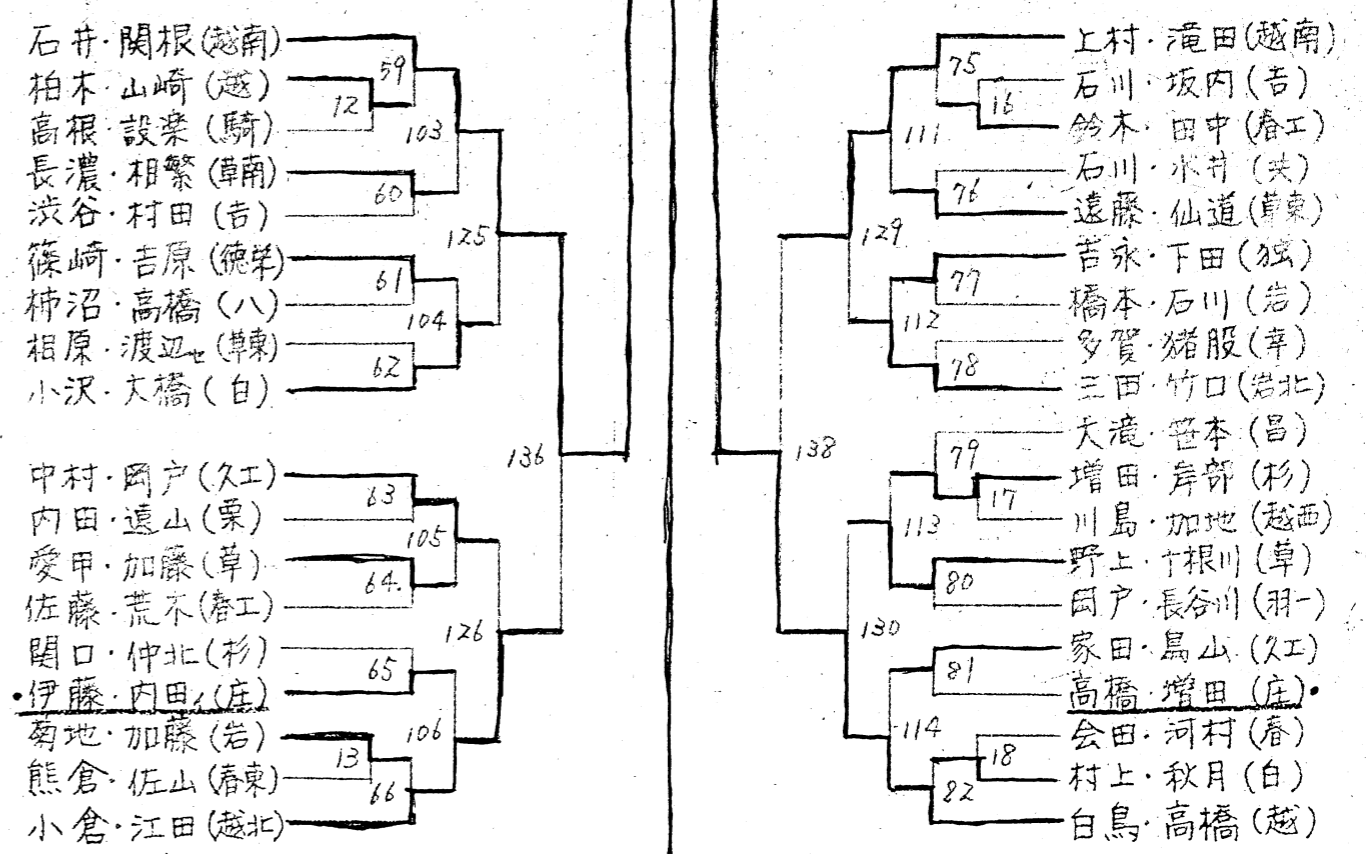 石井・関根(越南)
柏木・山崎(越)
高根・設楽(騎)
長濃・相繁(草南)
渋谷・村田(吉)
篠崎・吉原(徳栄)
柿沼・高橋(八)
相原・渡辺セ(草東)
小沢・大橋(白)
中村・岡戸(久工)
内田・遠山(栗)
愛甲・加藤(草)
佐藤・荒木(春工)
関口・仲北(杉)
・伊藤・内田イ(庄)
菊地・加藤(岩)
熊倉・佐山(春東)
小倉・江田(越北)
59
12
103
60
125
61
104
62
136
63
105
64
126
65
106
13
66
75
16
111
76
129
77
112
78
138
79
17
113
80
130
81
114
18
82
上村・滝田(越南)
石川・坂内(吉)
鈴木・田中(春工)
石川・水井(共)
遠藤・仙道(草東)
吉永・下田(独)
橋本・石川(岩)
多賀・猪股(幸)
三田・竹口(岩北)
大滝・笹本(昌)
増田・岸部(杉)
川島・加地(越西)
野上・十根川(草)
岡戸・長谷川(羽一)
家田・鳥山(久工)
高橋・増田(庄)・
会田・河村(春)
村上・秋月(白)
白鳥・高橋(越)